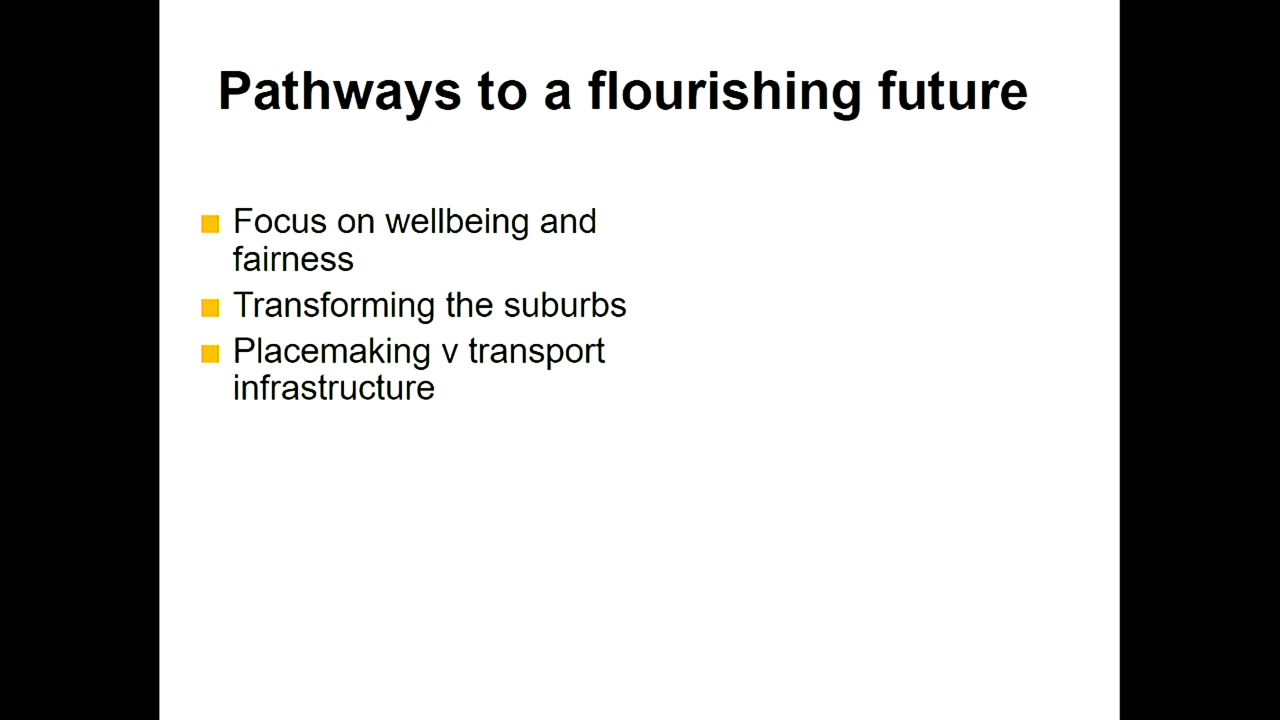 Pathways to a flourishing future
Focus on wellbeing and
fairness
Transforming the suburbs
Placemaking v transport
infrastructure